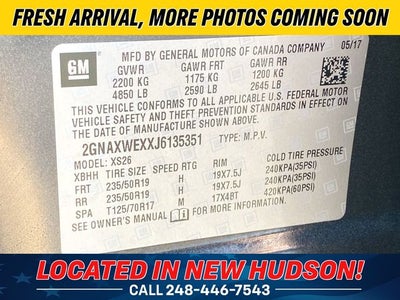 FRESH ARRIVAL, MORE PHOTOS COMING SOON
GM
MFD BY GENERAL MOTORS OF CANADA COMPANY 05/17
GVWR GAWR FRT GAWR RR
2200 KG 1175 KG 1200 KG
4850 LB 2590 LB 2645 LB
THIS VEHICLE CONFORMS TO ALL APPLICABLE U.S. FEDERAL MOTOR
VEHICLE SAFETY AND THEFT PREVENTION STANDARDS IN EFFECT ON
THE DATE OF MANUFACTURE SHOWN ABOVE.
2GNAXWEXXJ6135351 TYPE: M.P.V.
MODEL: XS26
XBHH TIRE SIZE SPEED RTG RIM COLD TIRE PRESSURE
FRT 235/50R19 H 19X7.5J 240KPA(35PSI)
RR 235/50R19 H 19X7.5J 240KPA(35PSI)
SPA T125/70R17 M 17X4BT 420KPA(60PSI)
SEE OWNER'S MANUAL FOR MORE INFORMATION.
LOCATED IN NEW HUDSON!
CALL 248-446-7543